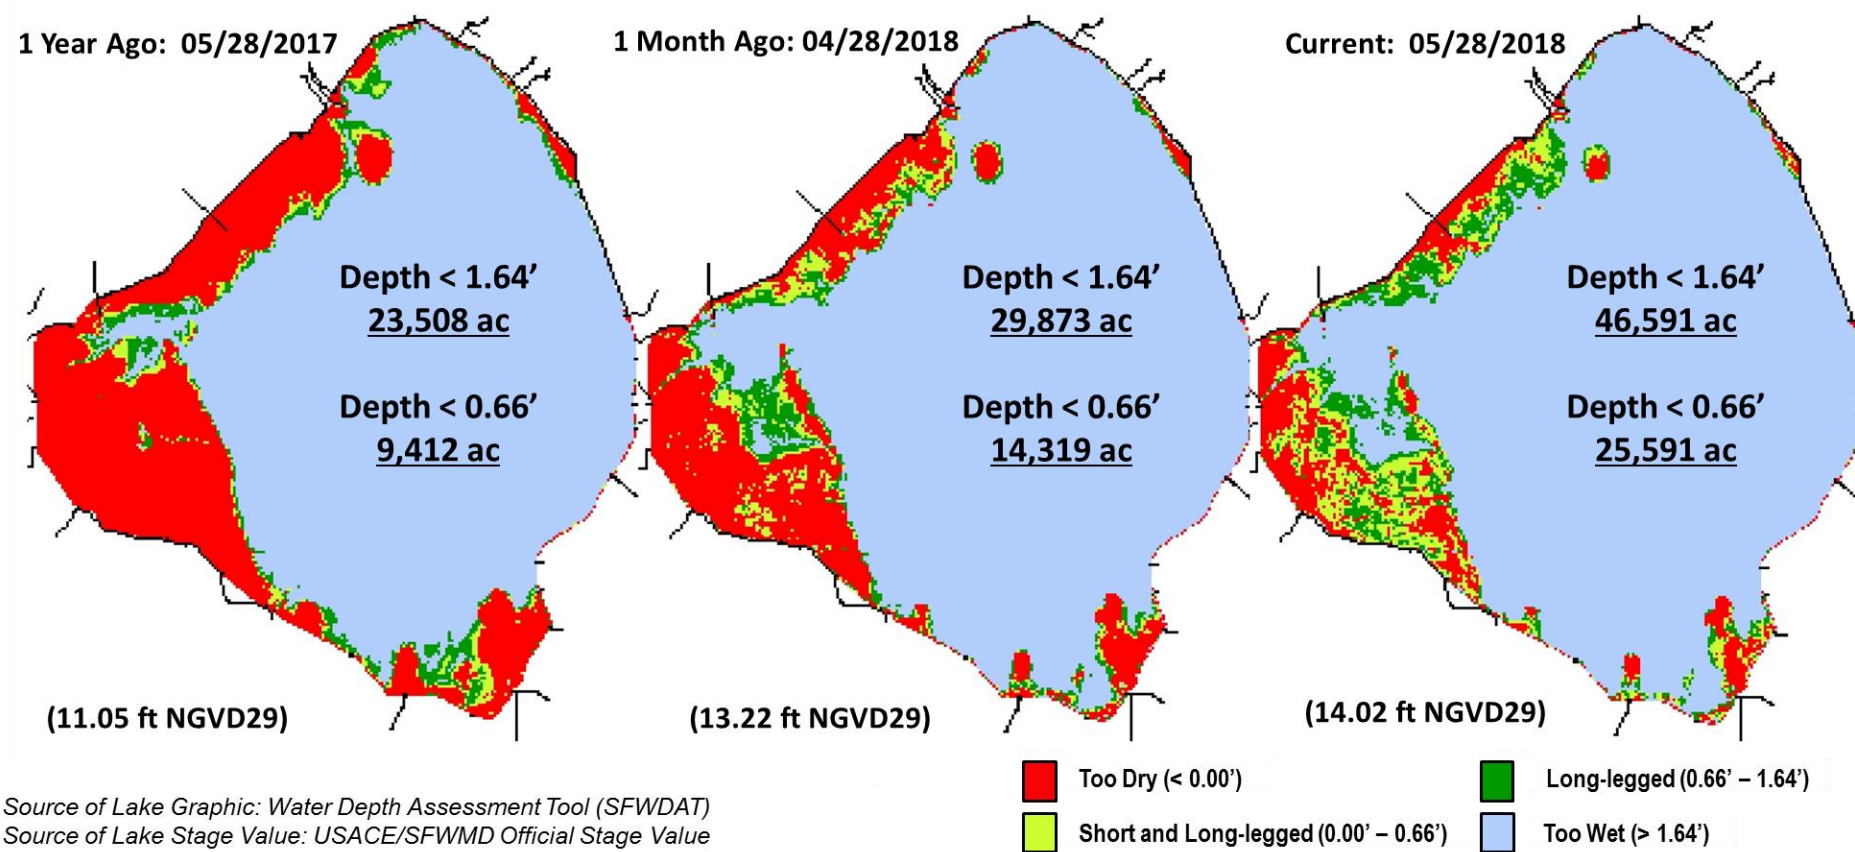 1 Year Ago: 05/28/2017
Depth < 1.64’
23,508 ac
Depth < 0.66’
9,412 ac
(11.05 ft NGVD29)
1 Month Ago: 04/28/2018
Depth < 1.64’
29,873 ac
Depth < 0.66’
14,319 ac
(13.22 ft NGVD29)
Current: 05/28/2018
Depth < 1.64’
46,591 ac
Depth < 0.66’
25,591 ac
(14.02 ft NGVD29)
Too Dry (< 0.00’)
Short and Long-legged (0.00’ – 0.66’)
Long-legged (0.66’ – 1.64’)
Too Wet (> 1.64’)
Source of Lake Graphic: Water Depth Assessment Tool (SFWDAT)
Source of Lake Stage Value: USACE/SFWMD Official Stage Value